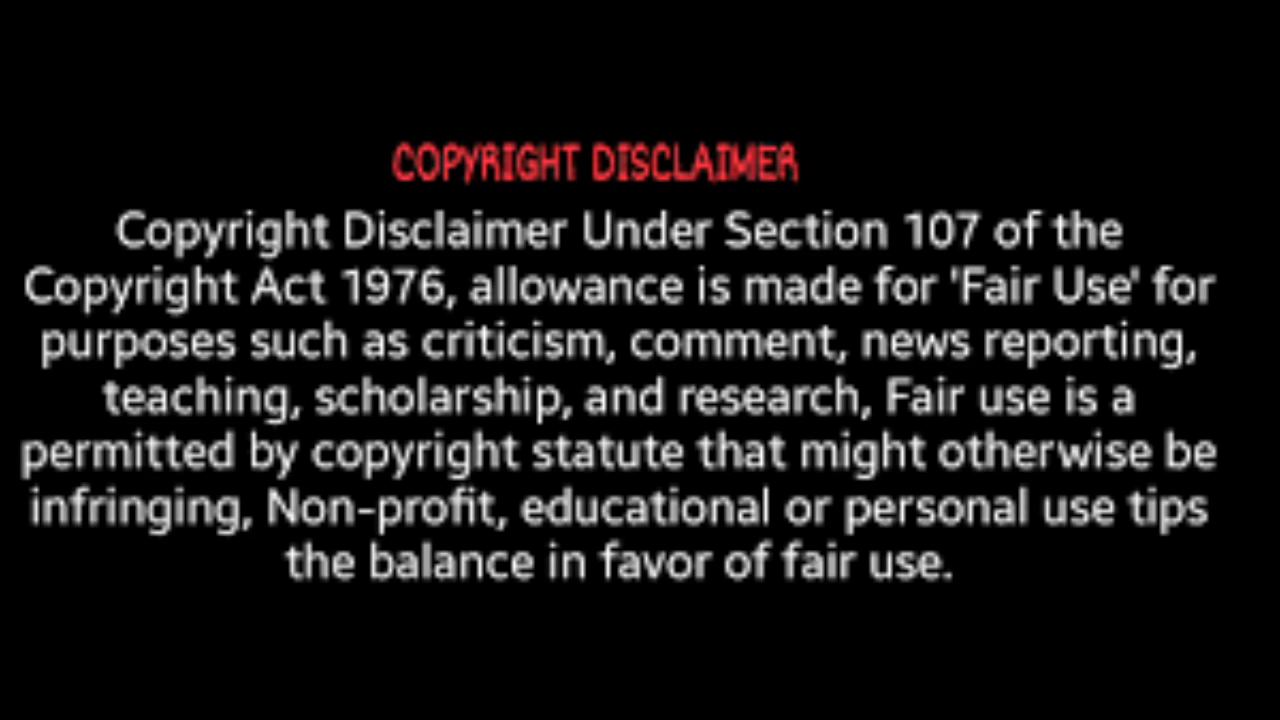 COPYRIGHT DISCLAIMER
Copyright Disclaimer Under Section 107 of the
Copyright Act 1976, allowance is made for 'Fair Use' for
purposes such as criticism, comment, news reporting,
teaching, scholarship, and research, Fair use is a
permitted by copyright statute that might otherwise be
infringing, Non-profit, educational or personal use tips
the balance in favor of fair use.